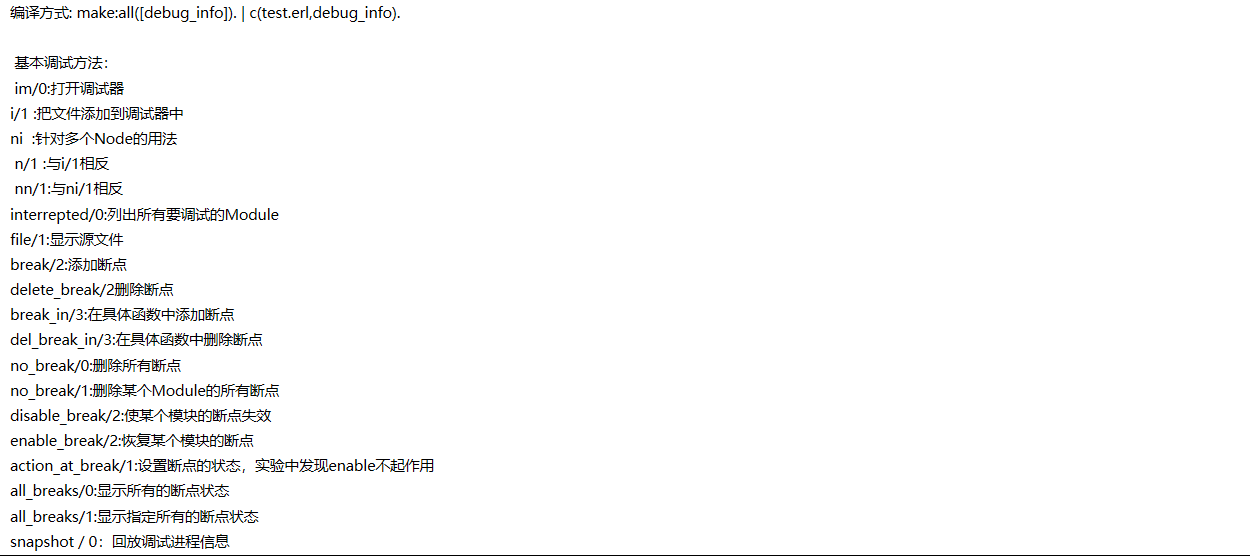 编译方式: make:all([debug_info]). | c(test.erl,debug_info).
基本调试方法：
im/0:打开调试器
i/1 :把文件添加到调试器中
ni :针对多个Node的用法
n/1 :与i/1相反
nn/1:与ni/1相反
interrepted/0:列出所有要调试的Module
file/1:显示源文件
break/2:添加断点
delete_break/2删除断点
break_in/3:在具体函数中添加断点
del_break_in/3:在具体函数中删除断点
no_break/0:删除所有断点
no_break/1:删除某个Module的所有断点
disable_break/2:使某个模块的断点失效
enable_break/2:恢复某个模块的断点
action_at_break/1:设置断点的状态，实验中发现enable不起作用
all_breaks/0:显示所有的断点状态
all_breaks/1:显示指定所有的断点状态
snapshot / 0：回放调试进程信息